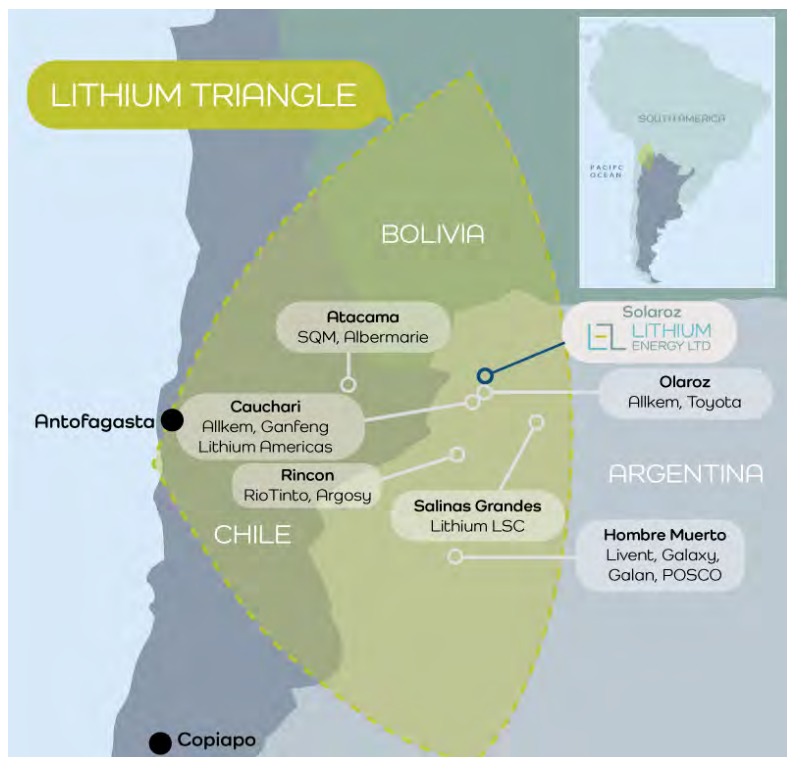 LITHIUM TRIANGLE
SOUTH AMERICA
PACIFIC
OCEAN
BOLIVIA
Atacama
SQM, Albermarie
Solaroz
LEL LITHIUM
ENERGY LTD
Olaroz
Allkem, Toyota
Antofagasta
Cauchari
Allkem, Ganfeng
Lithium Americas
Rincon
RioTinto, Argosy
ARGENTINA
Salinas Grandes
Lithium LSC
CHILE
Hombre Muerto
Livent, Galaxy,
Galan, POSCO
Copiapo